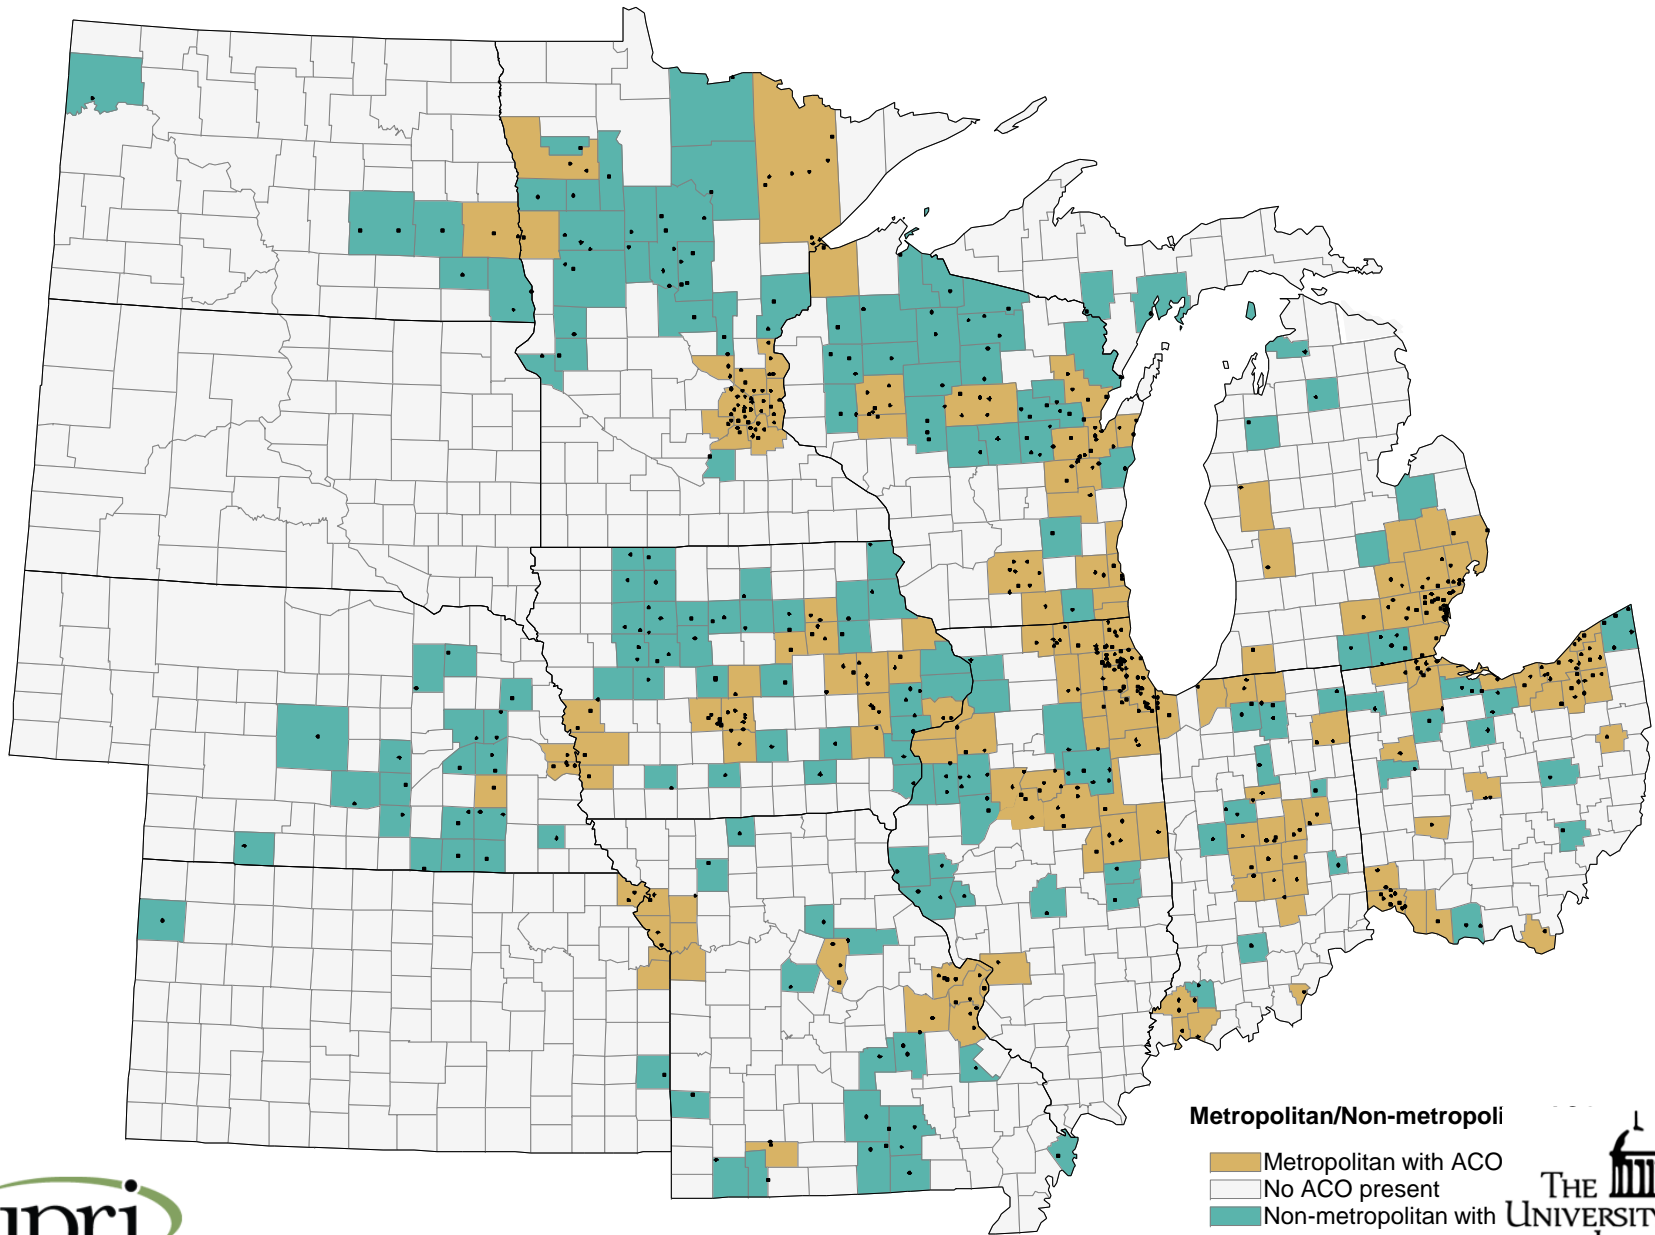 Metropolitan/Non-metropoli
Metropolitan with ACO
No ACO present
Non-metropolitan with
THE
UNIVERSIT